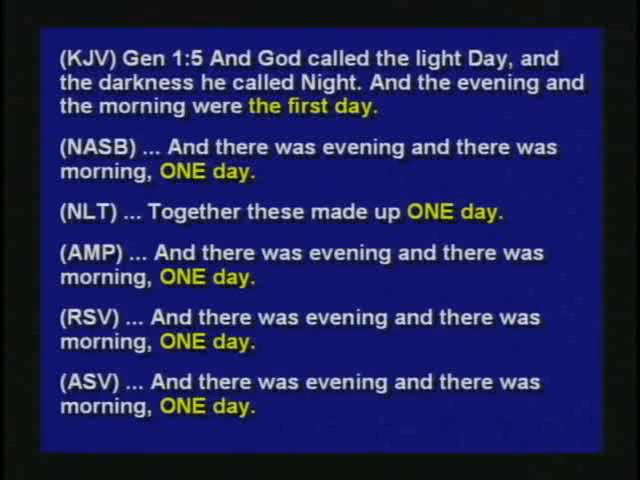 (KJV) Gen 1:5 And God called the light Day, and
the darkness he called Night. And the evening and
the morning were the first day.
(NASB) ... And there was evening and there was
morning, ONE day.
(NLT) ... Together these made up ONE day.
(AMP) ... And there was evening and there was
morning, ONE day.
(RSV) ... And there was evening and there was
morning, ONE day.
(ASV) ... And there was evening and there was
morning, ONE day.